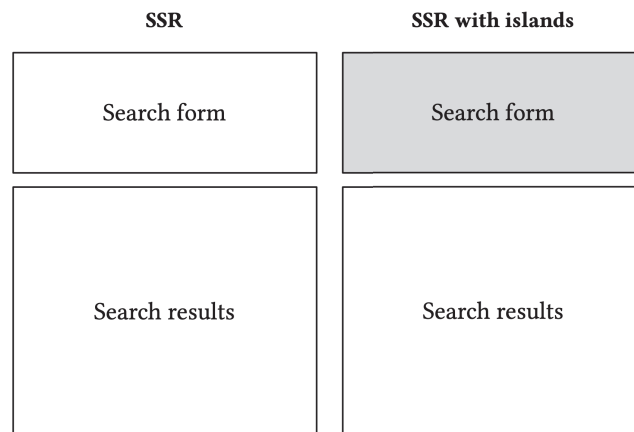 SSR
SSR with islands
Search form
Search form
Search results
Search results